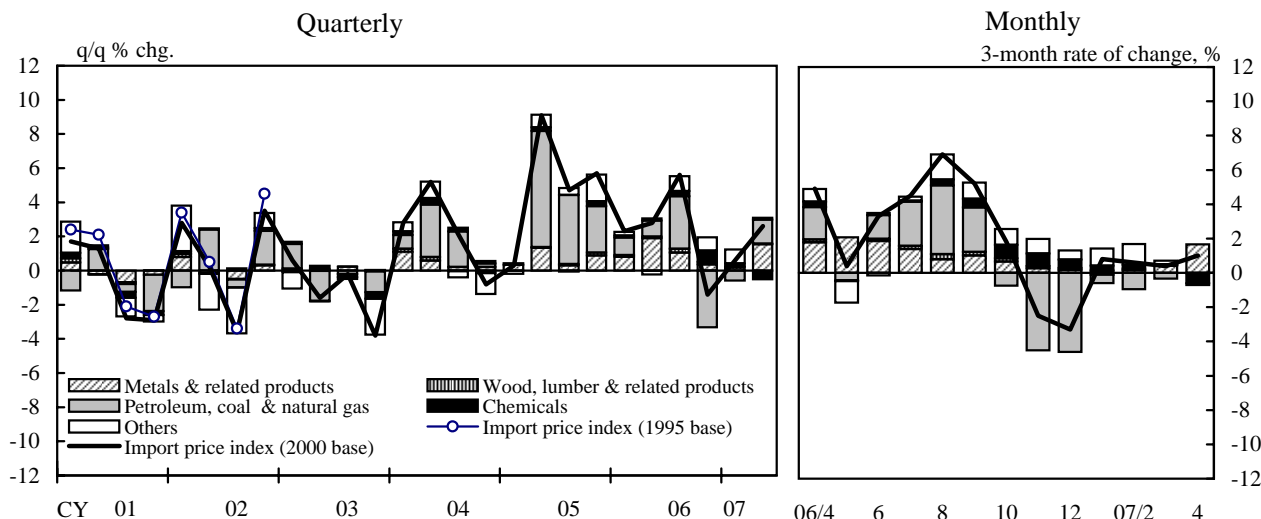 Quarterly
Monthly
q/q % chg.
3-month rate of change, %
12
10
8
6
4
2
0
-2
-4
-6
-8
-10
-12
12
10
8
6
4
2
0
-2
-4
-6
-8
-10
-12
Metals & related products
Wood, lumber & related products
Petroleum, coal & natural gas
Chemicals
Others
Import price index (1995 base)
Import price index (2000 base)
CY 01 02 03 04 05 06 07
06/4 6 8 10 12 07/2 4